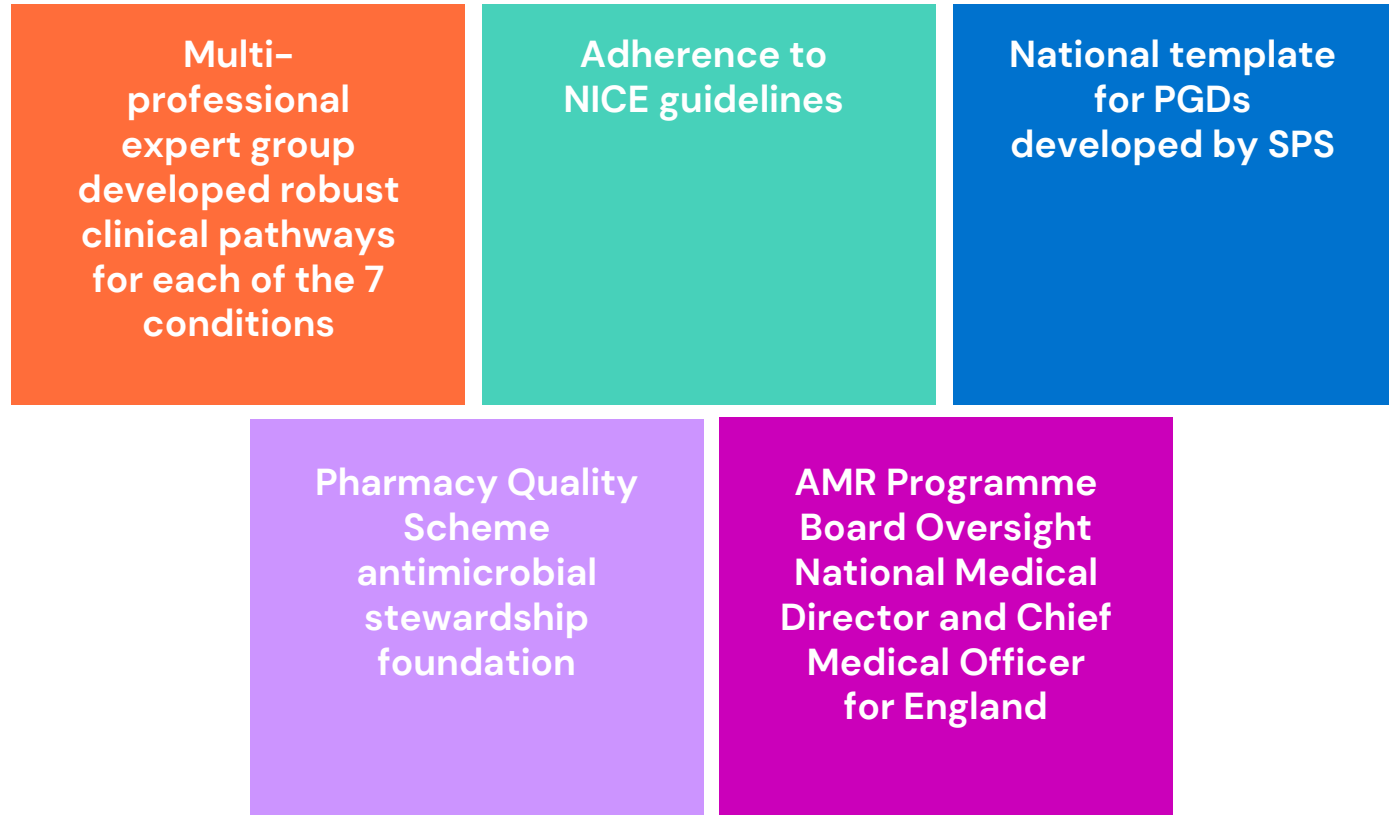 Multi-
professional
expert group
developed robust
clinical pathways
for each of the 7
conditions
Adherence to
NICE guidelines
National template
for PGDs
developed by SPS
Pharmacy Quality
Scheme
antimicrobial
stewardship
foundation
AMR Programme
Board Oversight
National Medical
Director and Chief
Medical Officer
for England